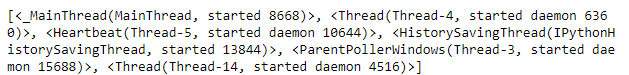 [<_MainThread(MainThread, started 8668)>, <Thread(Thread-4, started daemon 636
0)>, <Heartbeat(Thread-5, started daemon 10644)>, <HistorySavingThread(IPythonH
istorySavingThread, started 13844)>, <ParentPollerWindows(Thread-3, started dae
mon 15688)>, <Thread(Thread-14, started daemon 4516)>]